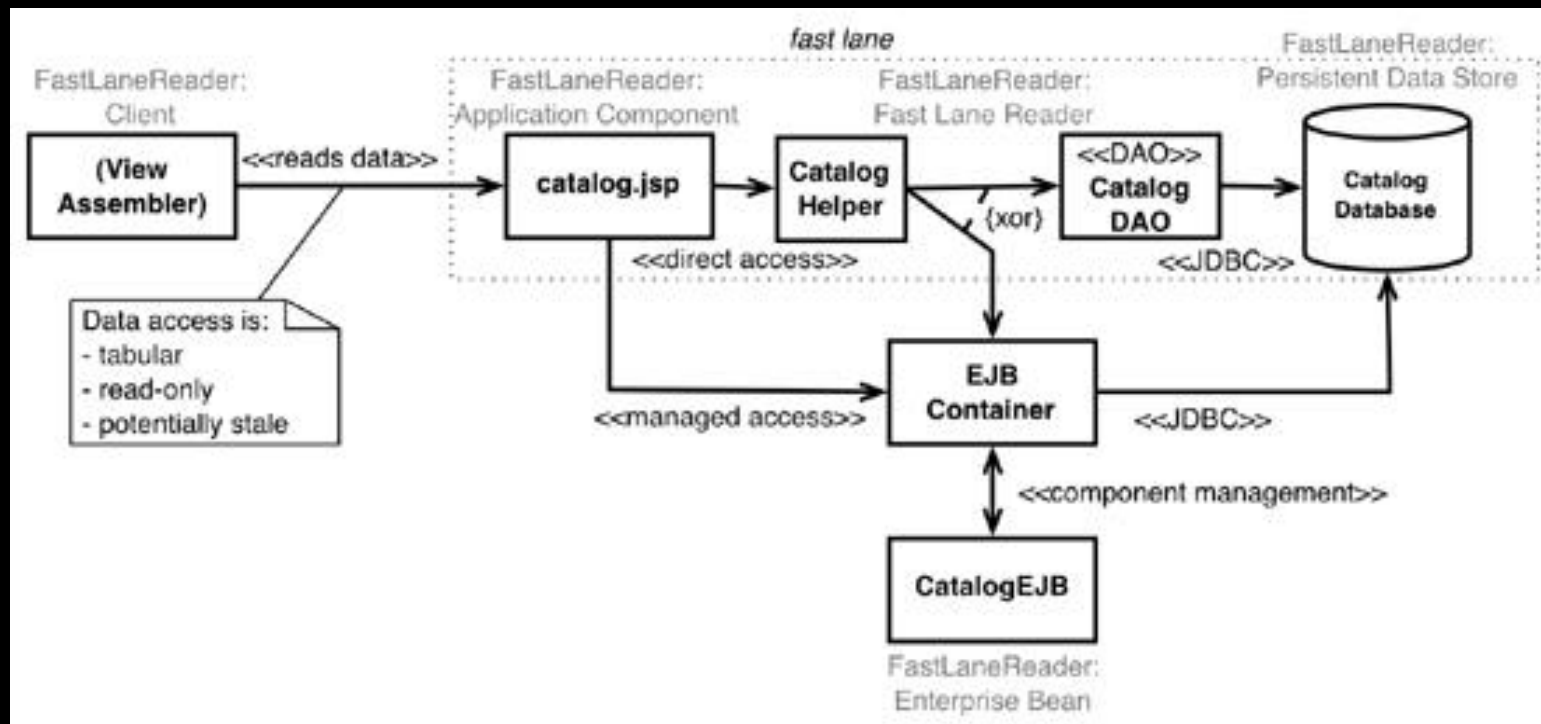 fast lane
FastLaneReader:
Client
FastLaneReader:
Application Component
FastLaneReader:
Fast Lane Reader
FastLaneReader:
Persistent Data Store
(View
Assembler)
<<reads data>>
catalog.jsp
Catalog
Helper
{xor}
<<DAO>>
Catalog
DAO
Catalog
Database
<<direct access>>
<<JDBC>>
Data access is:
- tabular
- read-only
- potentially stale
<<managed access>>
EJB
Container
<<JDBC>>
<<component management>>
CatalogEJB
FastLaneReader:
Enterprise Bean